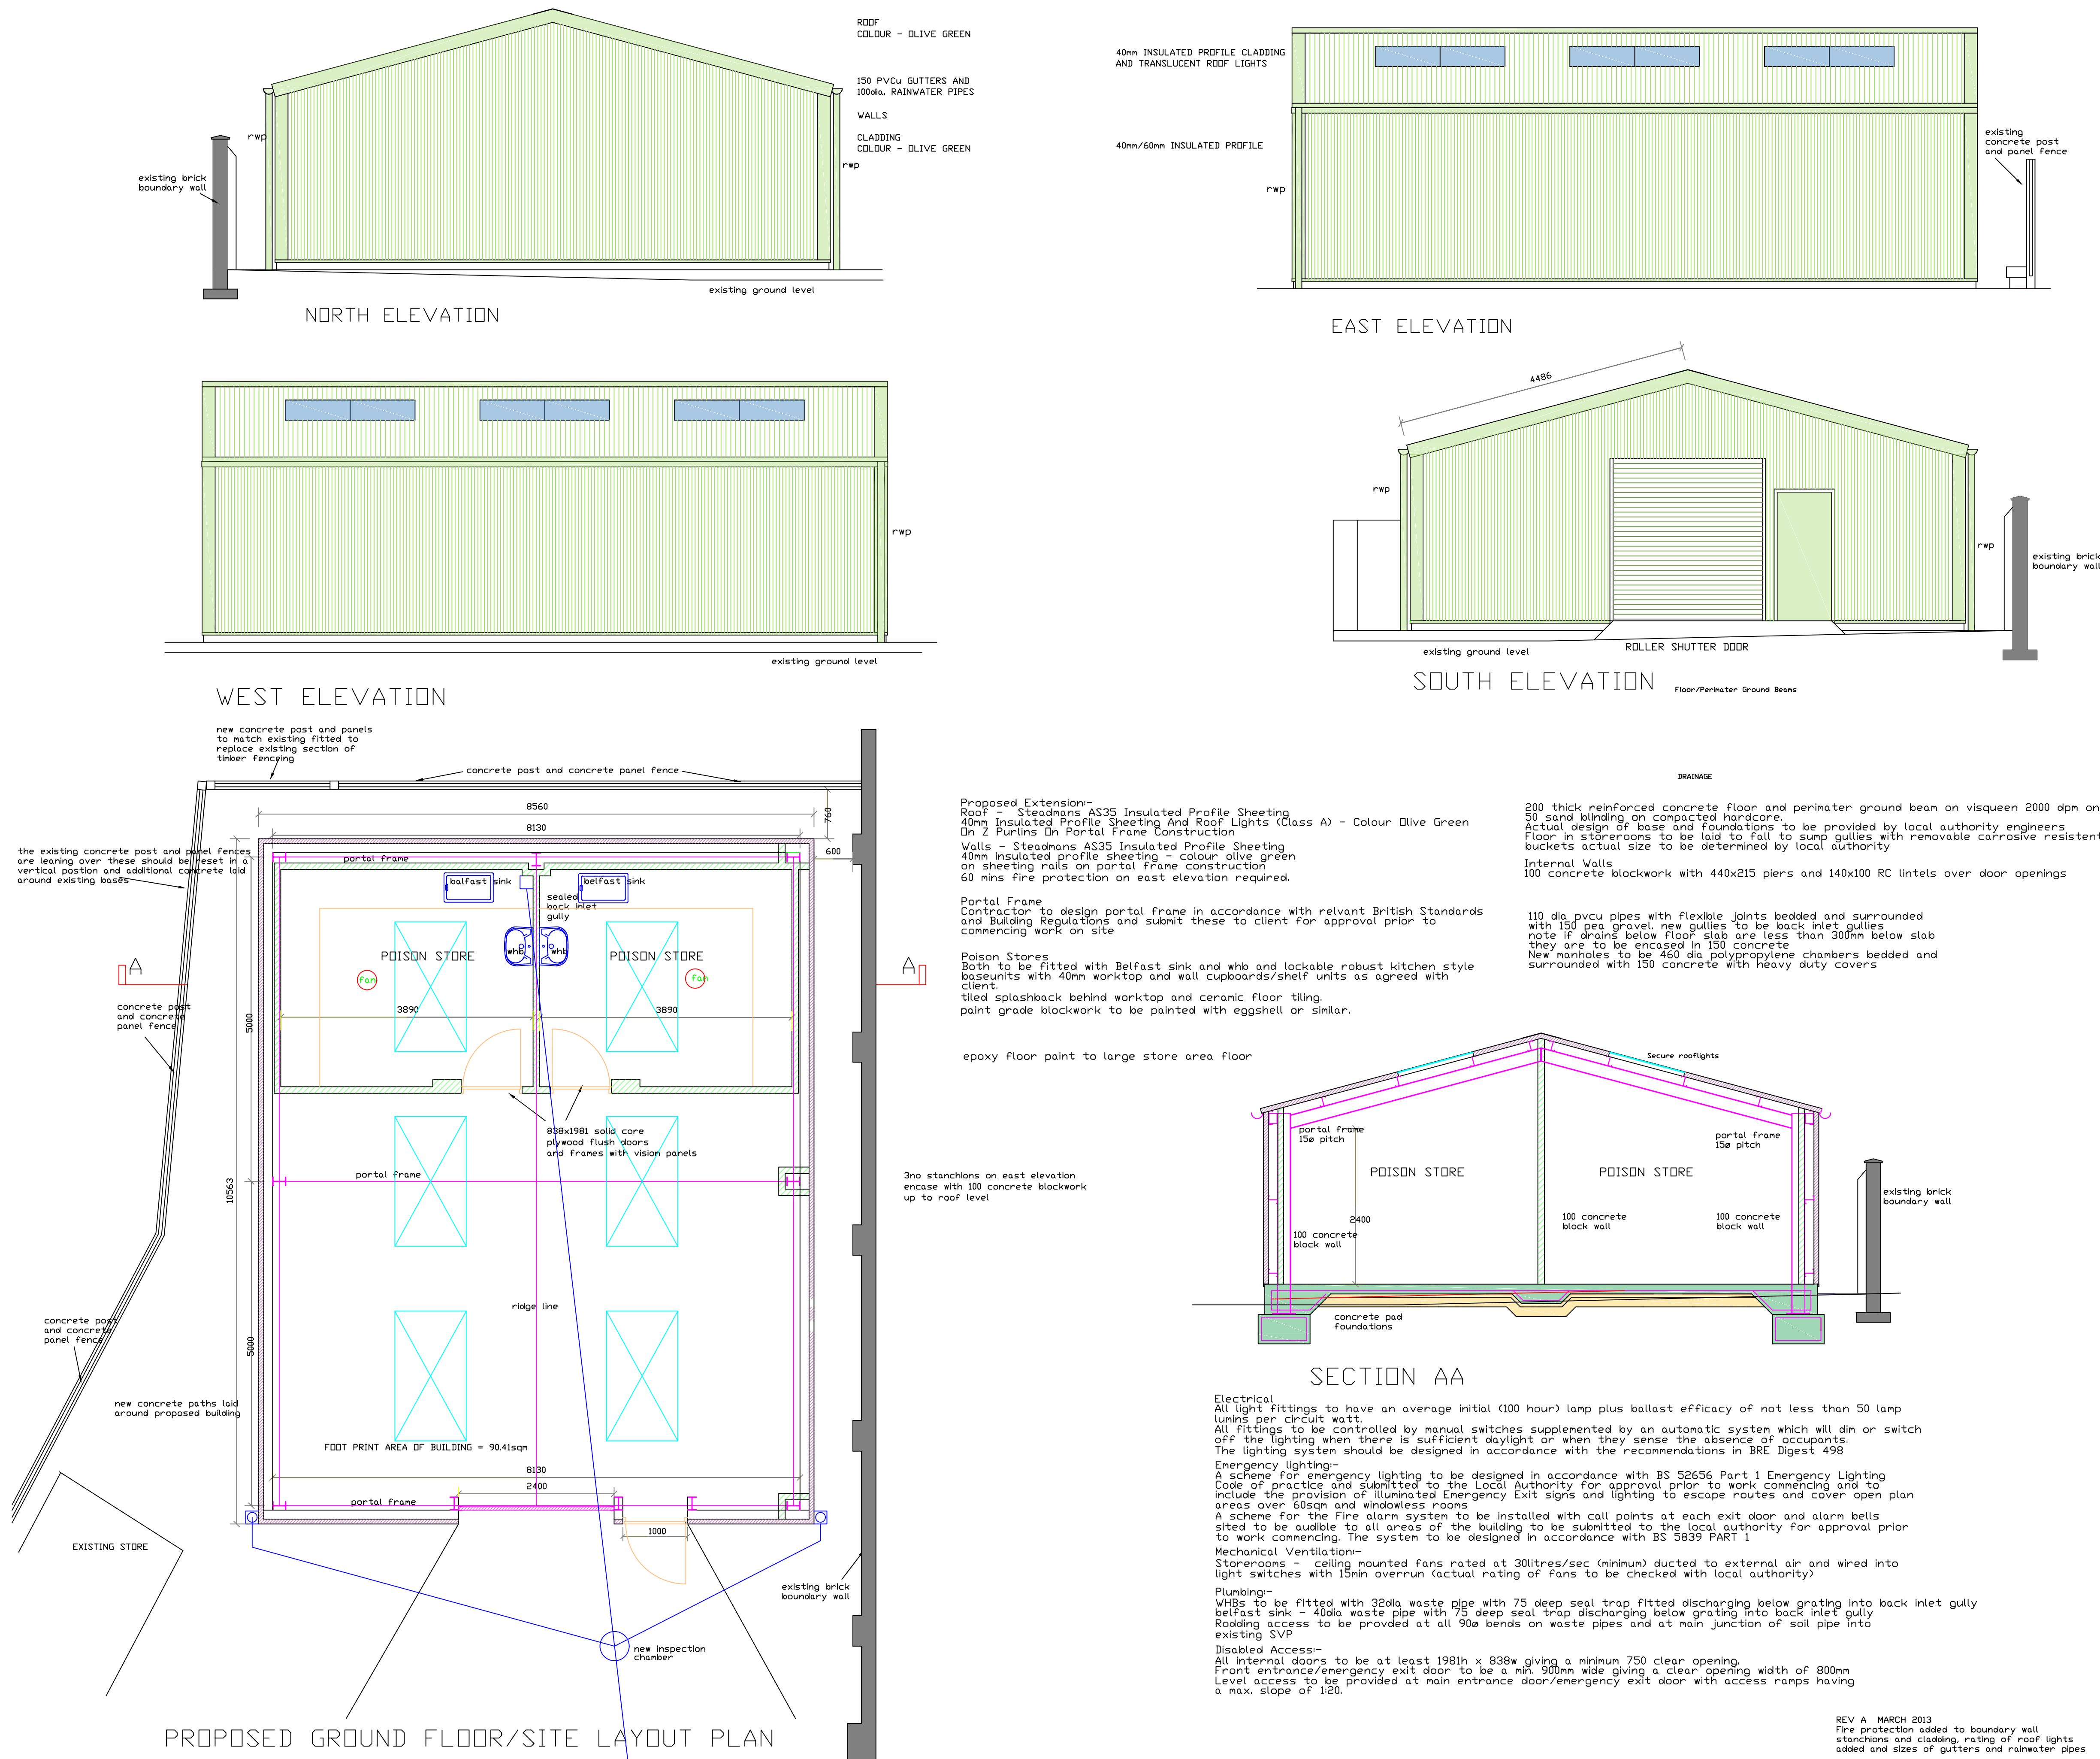 ROOF
COLOUR - OLIVE GREEN
150 PVCu GUTTERS AND
100dia. RAINWATER PIPES
WALLS
CLADDING
COLOUR - OLIVE GREEN
rwp
rwp
existing brick
boundary wall
existing ground level
NORTH ELEVATION
40mm INSULATED PROFILE CLADDING
AND TRANSLUCENT ROOF LIGHTS
40mm/60mm INSULATED PROFILE
rwp
existing
concrete post
and panel fence
EAST ELEVATION
rwp
existing ground level
WEST ELEVATION
4486
rwp
rwp
existing brick
boundary wall
existing ground level
ROLLER SHUTTER DOOR
SOUTH ELEVATION
Floor/Perimater Ground Beams
new concrete post and panels
to match existing fitted to
replace existing section of
timber fenceing
concrete post and concrete panel fence
8560
8130
760
600
the existing concrete post and panel fences
are leaning over these should be reset in a
vertical postion and additional concrete laid
around existing bases
portal frame
balfast sink
belfast sink
sealed
back inlet
gully
whb
whb
POISON STORE
POISON STORE
fan
fan
A
A
3890
3890
5000
concrete post
and concrete
panel fence
838x1981 solid core
plywood flush doors
and frames with vision panels
portal frame
10563
3no stanchions on east elevation
encase with 100 concrete blockwork
up to roof level
ridge line
5000
concrete post
and concrete
panel fence
new concrete paths laid
around proposed building
FOOT PRINT AREA OF BUILDING = 90.41sqm
8130
2400
portal frame
1000
EXISTING STORE
existing brick
boundary wall
new inspection
chamber
PROPOSED GROUND FLOOR/SITE LAYOUT PLAN
Proposed Extension:-
Roof - Steadmans AS35 Insulated Profile Sheeting
40mm Insulated Profile Sheeting And Roof Lights (Class A) - Colour Olive Green
On Z Purlins On Portal Frame Construction
Walls - Steadmans AS35 Insulated Profile Sheeting
40mm insulated profile sheeting - colour olive green
on sheeting rails on portal frame construction
60 mins fire protection on east elevation required.
Portal Frame
Contractor to design portal frame in accordance with relvant British Standards
and Building Regulations and submit these to client for approval prior to
commencing work on site
Poison Stores
Both to be fitted with Belfast sink and whb and lockable robust kitchen style
baseunits with 40mm worktop and wall cupboards/shelf units as agreed with
client.
tiled splashback behind worktop and ceramic floor tiling.
paint grade blockwork to be painted with eggshell or similar.
epoxy floor paint to large store area floor
DRAINAGE
200 thick reinforced concrete floor and perimater ground beam on visqueen 2000 dpm on
50 sand blinding on compacted hardcore.
Actual design of base and foundations to be provided by local authority engineers
Floor in storerooms to be laid to fall to sump gullies with removable carrosive resistent
buckets actual size to be determined by local authority
Internal Walls
100 concrete blockwork with 440x215 piers and 140x100 RC lintels over door openings
110 dia pvcu pipes with flexible joints bedded and surrounded
with 150 pea gravel. new gullies to be back inlet gullies
note if drains below floor slab are less than 300mm below slab
they are to be encased in 150 concrete
New manholes to be 460 dia polypropylene chambers bedded and
surrounded with 150 concrete with heavy duty covers
Secure rooflights
portal frame
15ø pitch
portal frame
15ø pitch
POISON STORE
POISON STORE
2400
100 concrete
block wall
100 concrete
block wall
100 concrete
block wall
existing brick
boundary wall
concrete pad
foundations
SECTION AA
Electrical
All light fittings to have an average initial (100 hour) lamp plus ballast efficacy of not less than 50 lamp
lumins per circuit watt.
All fittings to be controlled by manual switches supplemented by an automatic system which will dim or switch
off the lighting when there is sufficient daylight or when they sense the absence of occupants.
The lighting system should be designed in accordance with the recommendations in BRE Digest 498
Emergency lighting:-
A scheme for emergency lighting to be designed in accordance with BS 52656 Part 1 Emergency Lighting
Code of practice and submitted to the Local Authority for approval prior to work commencing and to
include the provision of illuminated Emergency Exit signs and lighting to escape routes and cover open plan
areas over 60sqm and windowless rooms
A scheme for the Fire alarm system to be installed with call points at each exit door and alarm bells
sited to be audible to all areas of the building to be submitted to the local authority for approval prior
to work commencing. The system to be designed in accordance with BS 5839 PART 1
Mechanical Ventilation:-
Storerooms - ceiling mounted fans rated at 30litres/sec (minimum) ducted to external air and wired into
light switches with 15min overrun (actual rating of fans to be checked with local authority)
Plumbing:-
WHBs to be fitted with 32dia waste pipe with 75 deep seal trap fitted discharging below grating into back inlet gully
belfast sink - 40dia waste pipe with 75 deep seal trap discharging below grating into back inlet gully
Rodding access to be provded at all 90ø bends on waste pipes and at main junction of soil pipe into
existing SVP
Disabled Access:-
All internal doors to be at least 1981h x 838w giving a minimum 750 clear opening.
Front entrance/emergency exit door to be a min. 900mm wide giving a clear opening width of 800mm
Level access to be provided at main entrance door/emergency exit door with access ramps having
a max. slope of 1:20.
REV A MARCH 2013
Fire protection added to boundary wall
stanchions and cladding, rating of roof lights
added and sizes of gutters and rainwater pipes